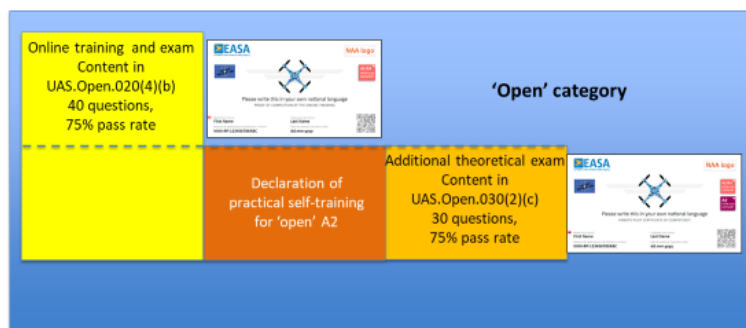 Online training and exam
Content in
UAS.Open.020(4)(b)
40 questions,
75% pass rate
EASA
NAA logo
Please write this in your own national language
First Name
Last Name
'Open' category
Declaration of
practical self-training
for 'open' A2
Additional theoretical exam
Content in
UAS.Open.030(2)(c)
30 questions,
75% pass rate
EASA
NAA logo
Please write this in your own national language
First Name
Last Name